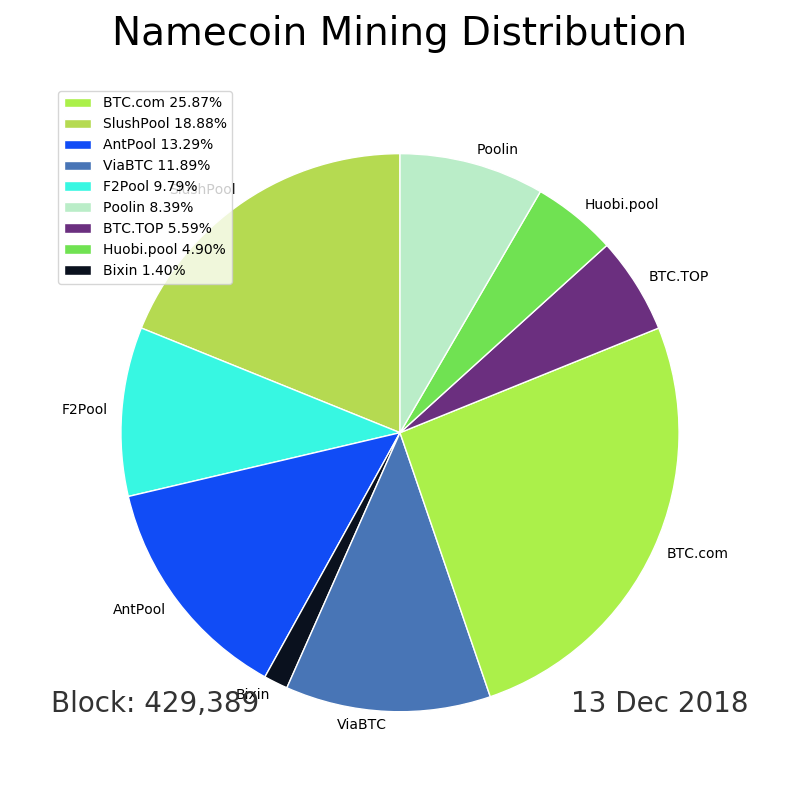 Namecoin Mining Distribution
BTC.com 25.87%
SlushPool 18.88%
AntPool 13.29%
ViaBTC 11.89%
F2Pool 9.79%
Poolin 8.39%
BTC.TOP 5.59%
Huobi.pool 4.90%
Bixin 1.40%
Poolin
SlushPool
Huobi.pool
BTC.TOP
F2Pool
BTC.com
AntPool
Bixin
Block: 429,389
13 Dec 2018
ViaBTC